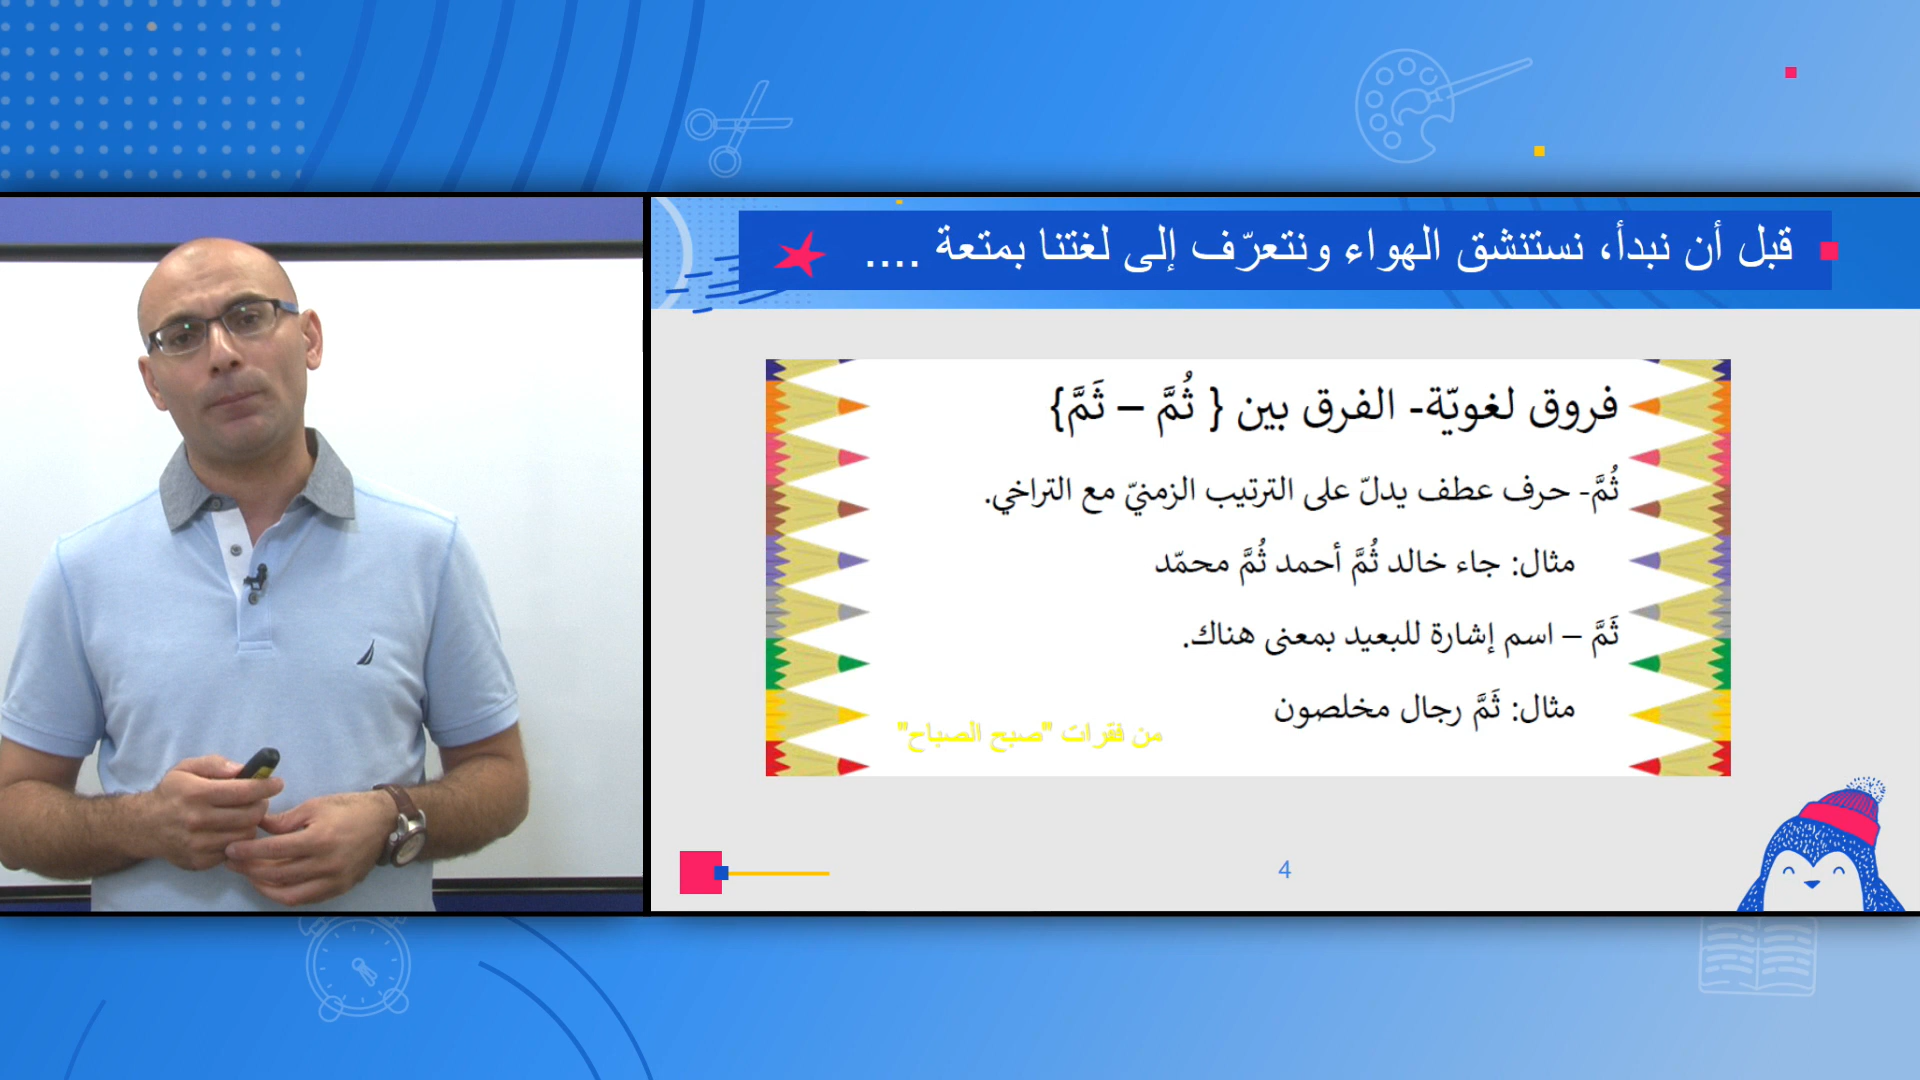 قبل أن نبدأ، نستنشق الهواء ونتعرّف إلى لغتنا بمتعة ....
فروق لغويّة- الفرق بين { ثُمَّ – ثَمَّ}
ثُمَّ- حرف عطف يدلّ على الترتيب الزمنيّ مع التراخي.
مثال: جاء خالد ثُمَّ أحمد ثُمَّ محمّد
ثَمَّ – اسم إشارة للبعيد بمعنى هناك.
مثال: ثَمَّ رجال مخلصون
من فقرات "صبح الصباح"
4